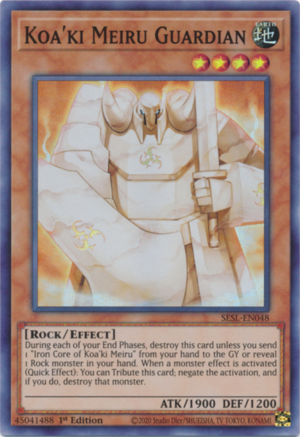 KOA'KI MEIRU GUARDIAN
EARTH
地
SESL-EN048
[ROCK/EFFECT]
During each of your End Phases, destroy this card unless you send
1 "Iron Core of Koa'ki Meiru" from your hand to the GY or reveal
1 Rock monster in your hand. When a monster effect is activated
(Quick Effect): You can Tribute this card; negate the activation, and
if you do, destroy that monster.
ATK/1900 DEF/1200
45041488 1st Edition ©2020 Studio Dice/SHUEISHA, TV TOKYO, KONAMI